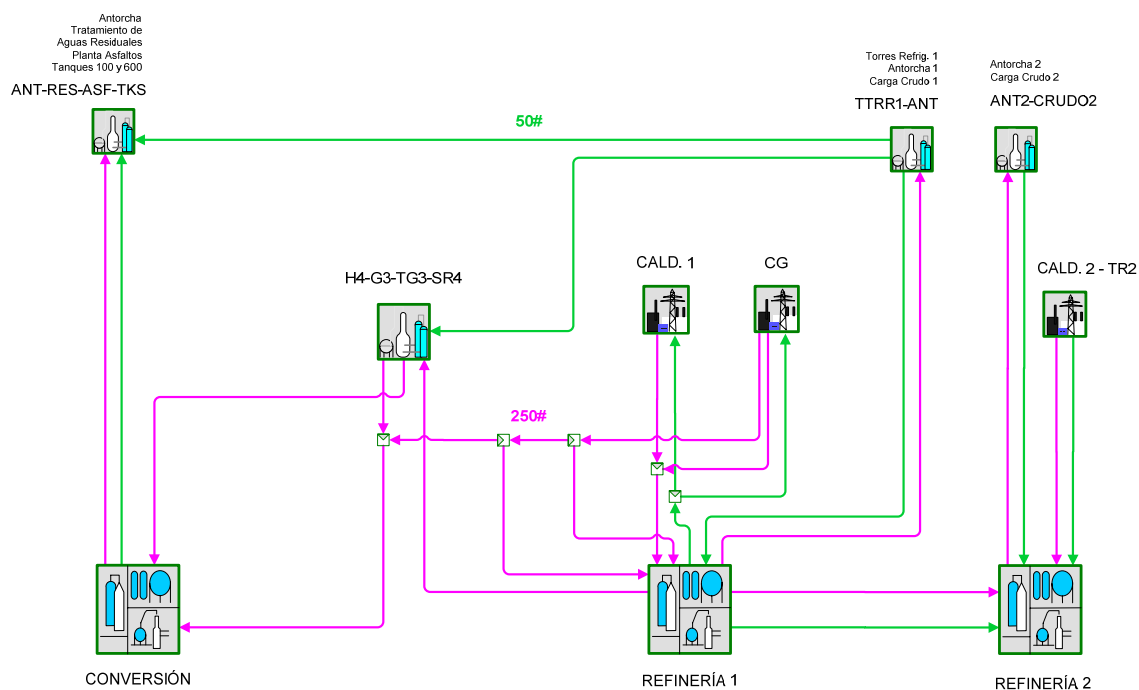 Antorcha
Tratamiento de
Aguas Residuales
Planta Asfaltos
Tanques 100 y 600
ANT-RES-ASF-TKS
Torres Refrig. 1
Antorcha 1
Carga Crudo 1
TTRR1-ANT
Antorcha 2
Carga Crudo 2
ANT2-CRUDO2
50#
H4-G3-TG3-SR4
CALD. 1
CG
CALD. 2 - TR2
250#
CONVERSIÓN
REFINERÍA 1
REFINERÍA 2